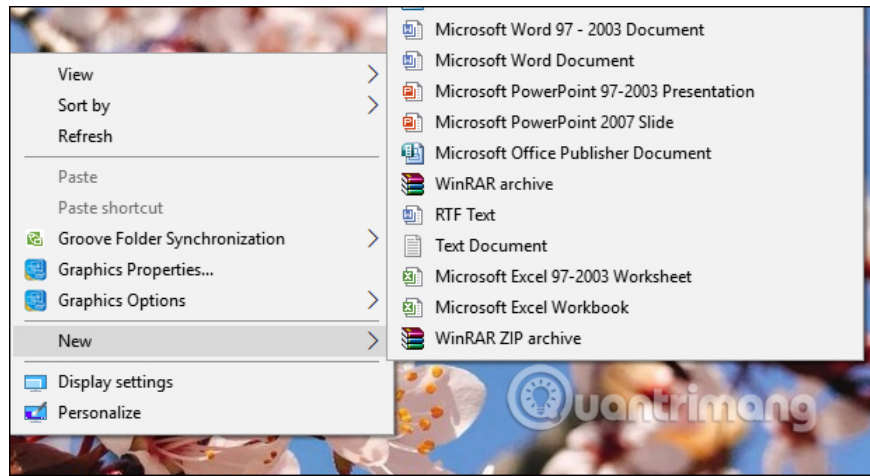 View
Sort by
Refresh
Paste
Paste shortcut
Groove Folder Synchronization
Graphics Properties...
Graphics Options
New
Display settings
Personalize
Microsoft Word 97 - 2003 Document
Microsoft Word Document
Microsoft PowerPoint 97-2003 Presentation
Microsoft PowerPoint 2007 Slide
Microsoft Office Publisher Document
WinRAR archive
RTF Text
Text Document
Microsoft Excel 97-2003 Worksheet
Microsoft Excel Workbook
WinRAR ZIP archive
Quantrimang